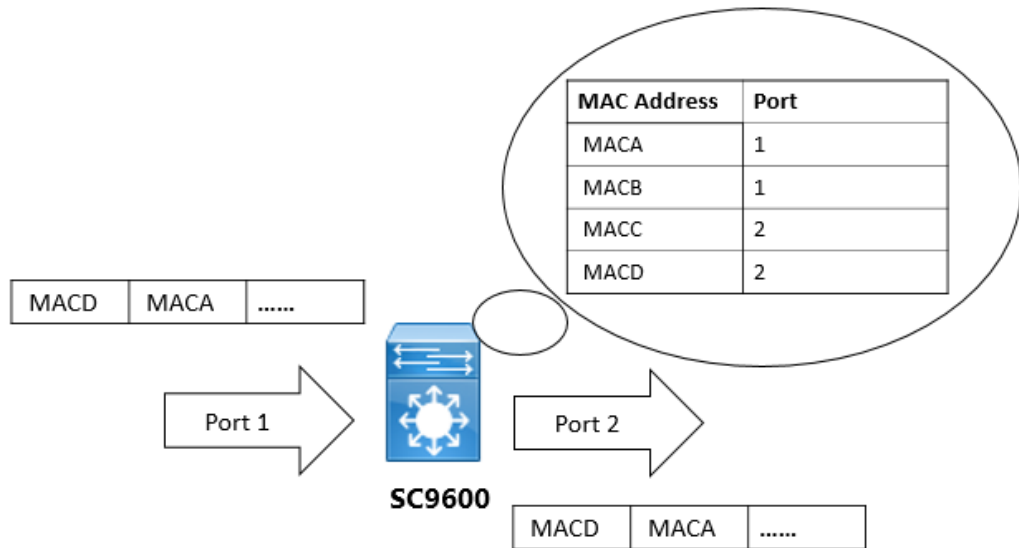 MAC Address Port
MACA 1
MACB 1
MACC 2
MACD 2
MACD MACA ......
Port 1
Port 2
SC9600
MACD MACA ......